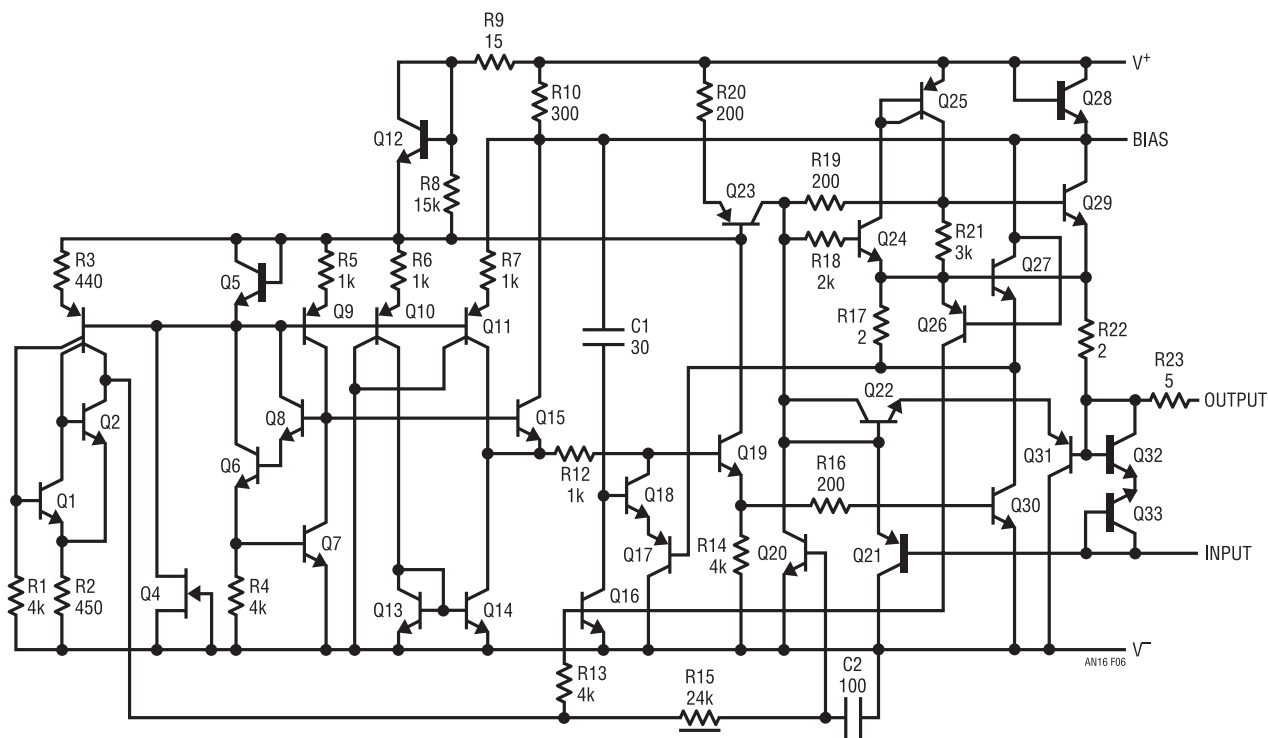 R9
15
V+
R10
300
R20
200
Q25
Q28
Q12
BIAS
R8
15k
Q23
R19
200
Q29
R18
2k
Q24
R21
3k
Q27
R3
440
Q5
R5
1k
R6
1k
R7
1k
Q9
Q10
Q11
C1
30
R17
2
Q26
R22
2
R23
5
OUTPUT
Q2
Q8
Q15
Q22
Q6
R12
1k
Q19
R16
200
Q31
Q32
Q1
Q18
Q30
Q33
Q7
Q17
R14
4k
Q20
Q21
INPUT
R1
4k
R2
450
Q4
R4
4k
Q13
Q14
Q16
V–
AN16 F06
R13
4k
R15
24k
C2
100